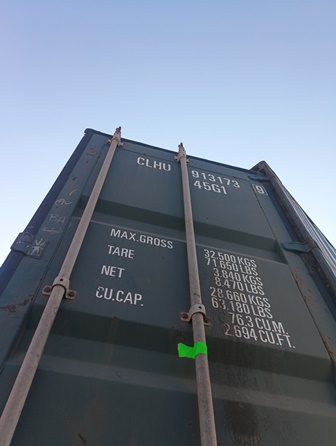 CLHU 913173 9
45G1
MAX.GROSS 32.500 KGS
71.650 LBS
TARE 3.840 KGS
8.470 LBS
NET 28.660 KGS
63.180 LBS
CU.CAP. 76.3 CU.M.
2.694 CU.FT.